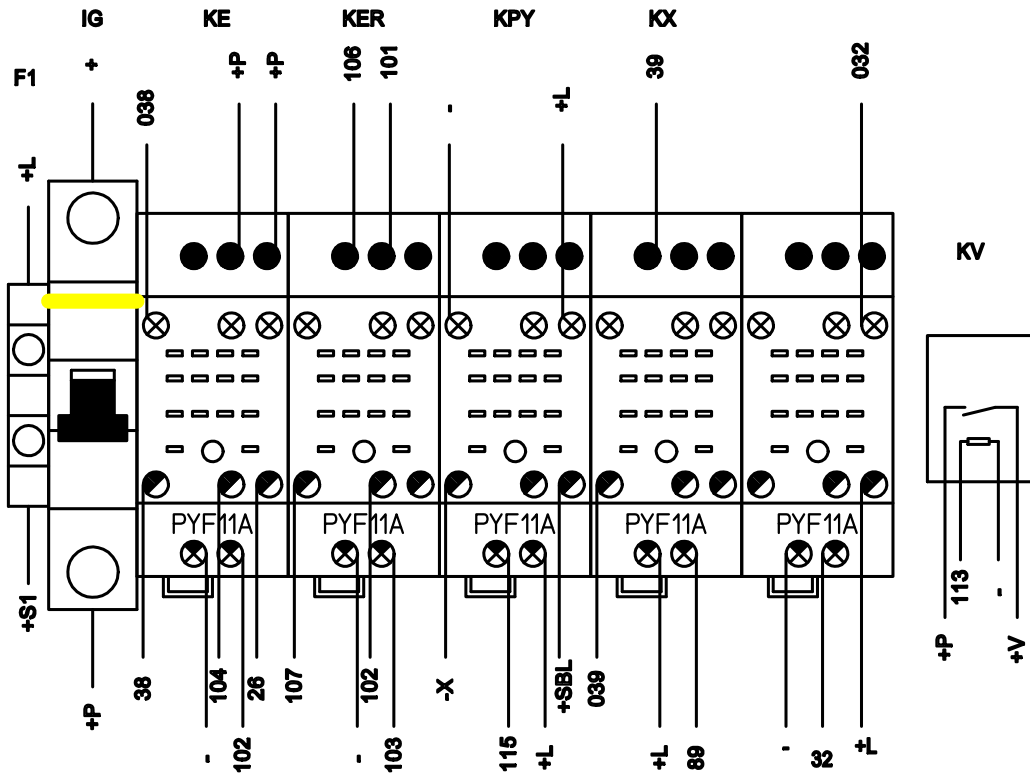 IG KE KER KPY KX
F1 + 038 +P +P 106 101 - +L 39 032
+L
KV
PYF11A PYF11A PYF11A PYF11A PYF11A
+S1 +P 38 104 26 107 102 -X +SBL 039
- 102 - 103 115 +L +L 89 - 32 +L
+P 113 - +V